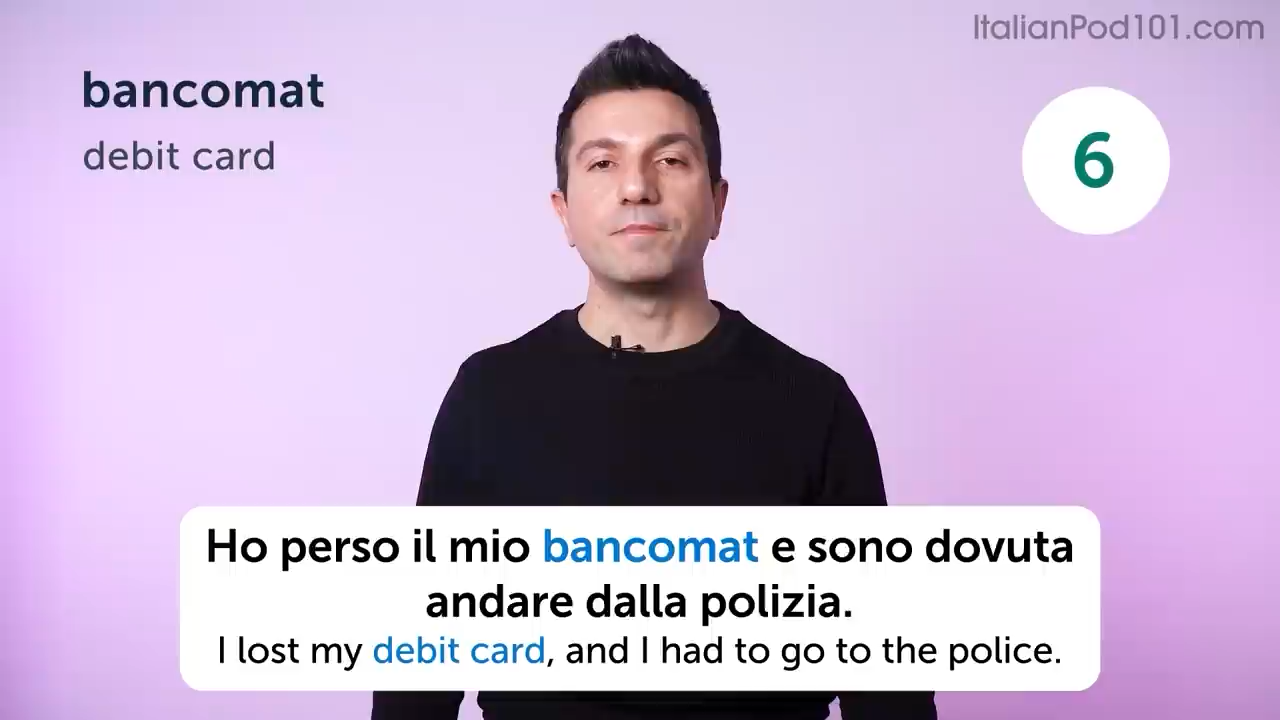 ItalianPod101.com
bancomat
debit card
6
Ho perso il mio bancomat e sono dovuta
andare dalla polizia.
I lost my debit card, and I had to go to the police.